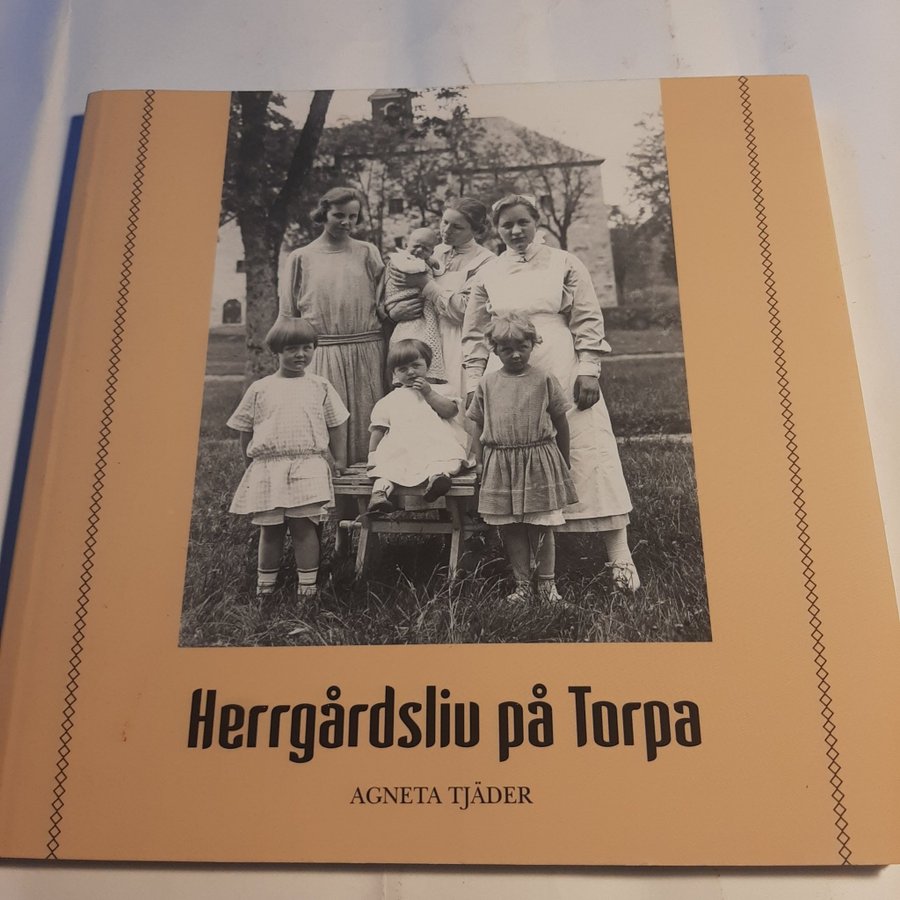 Herrgårdsliv på Torpa
AGNETA TJÄDER